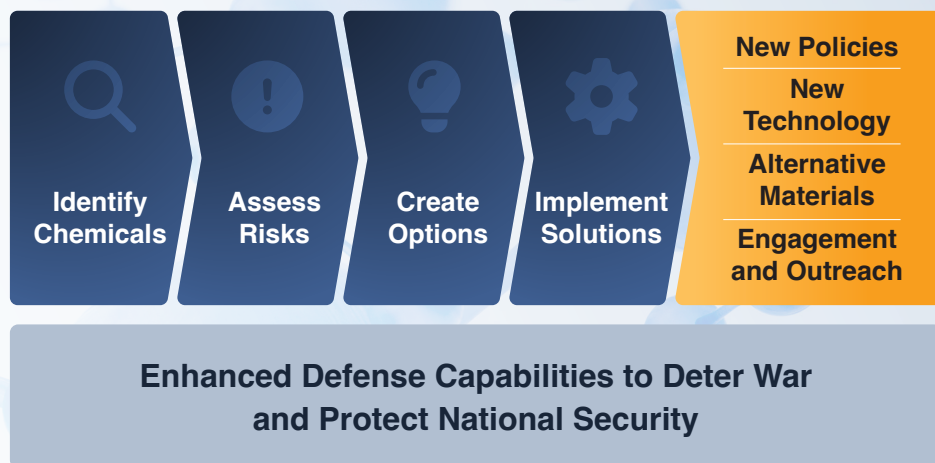 Identify
Chemicals
Assess
Risks
Create
Options
Implement
Solutions
New Policies
New
Technology
Alternative
Materials
Engagement
and Outreach
Enhanced Defense Capabilities to Deter War
and Protect National Security